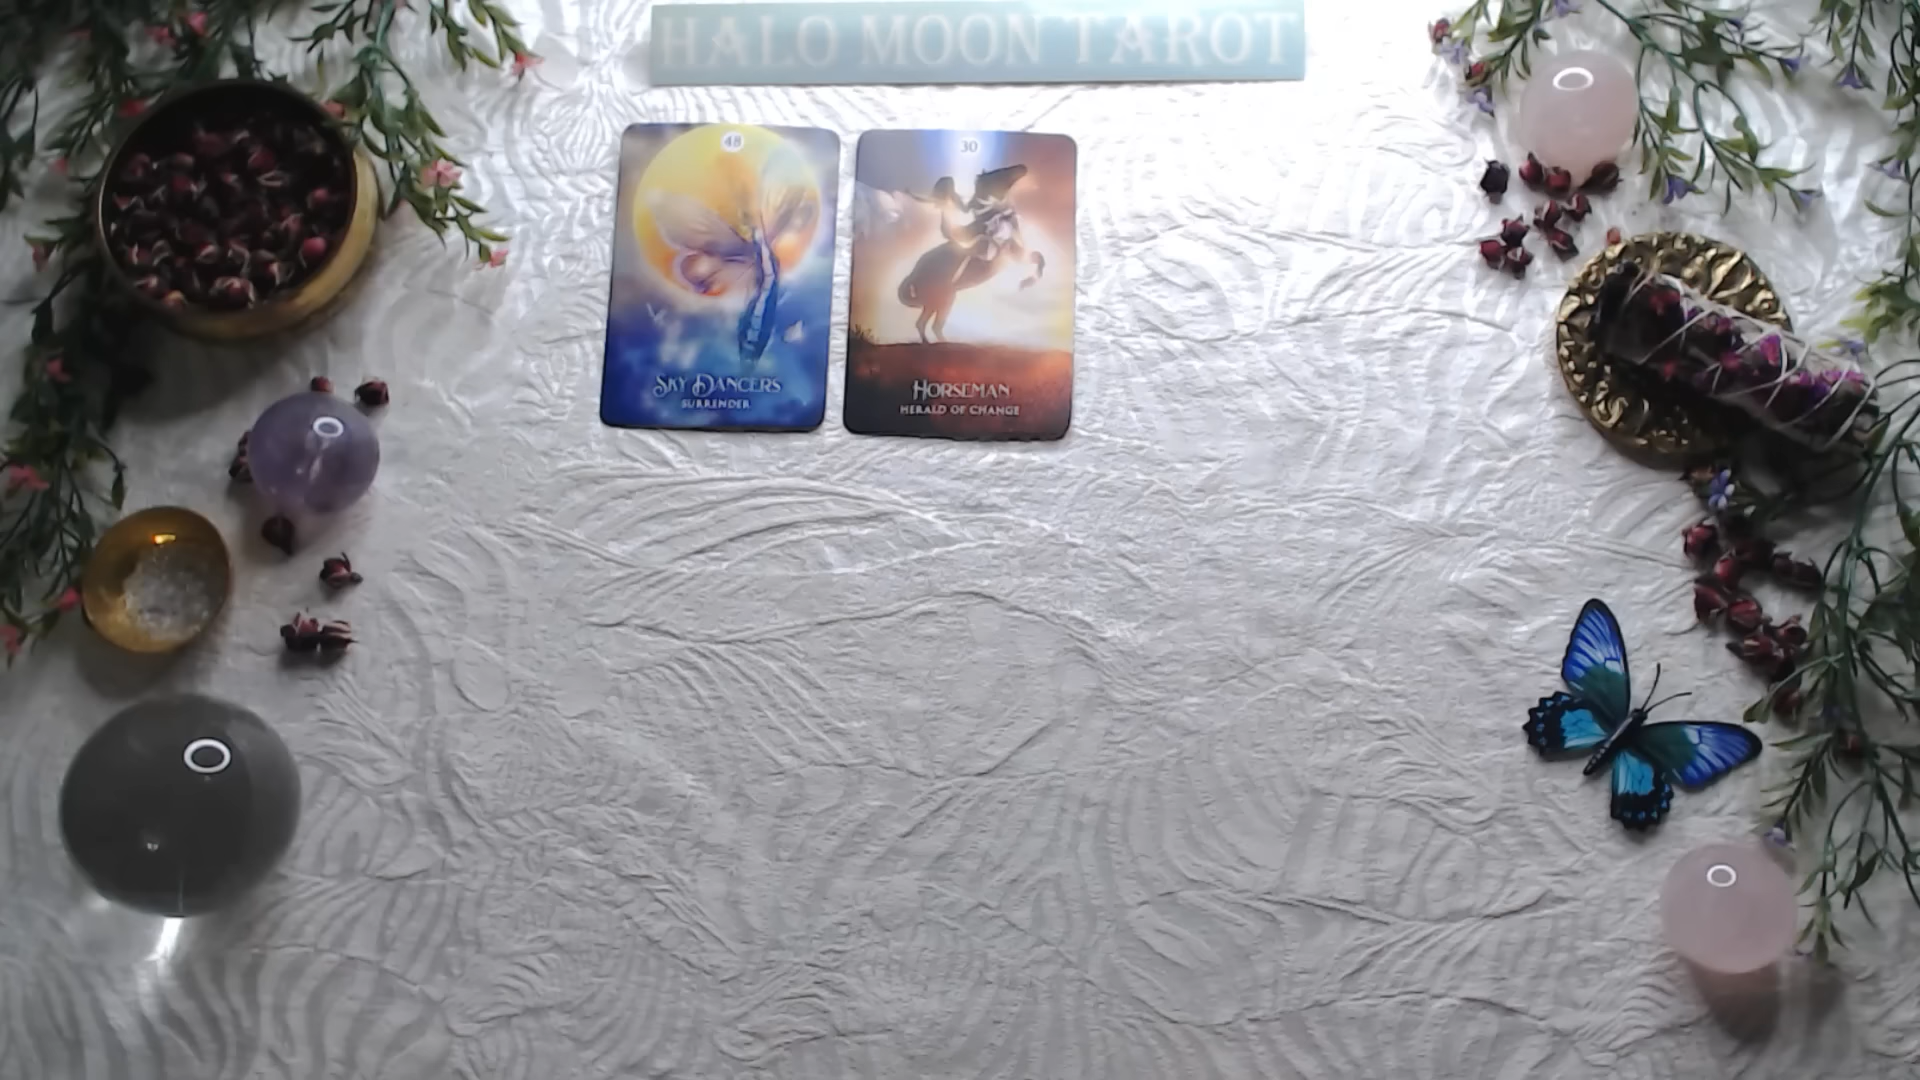 HALO MOON TAROT
48
SKY DANCERS
SURRENDER
30
HORSEMAN
HERALD OF CHANGE